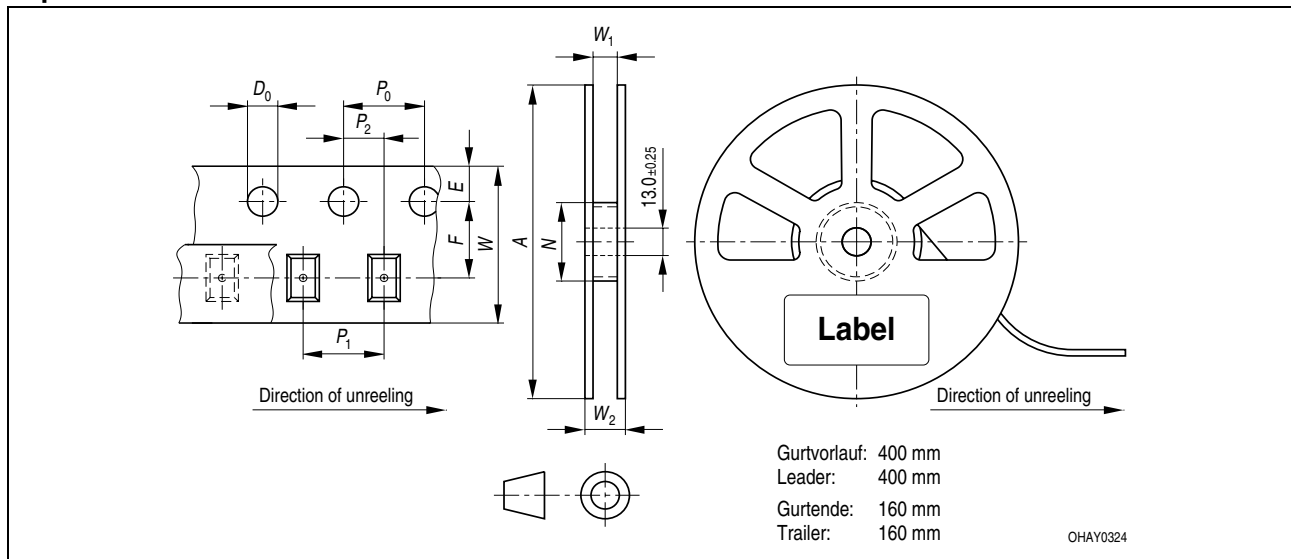 W₁
D₀
P₀
P₂
E
F
W
A
N
13.0±0.25
P₁
W₂
Label
Direction of unreeling
Direction of unreeling
Gurtvorlauf: 400 mm
Leader: 400 mm
Gurtende: 160 mm
Trailer: 160 mm
OHAY0324